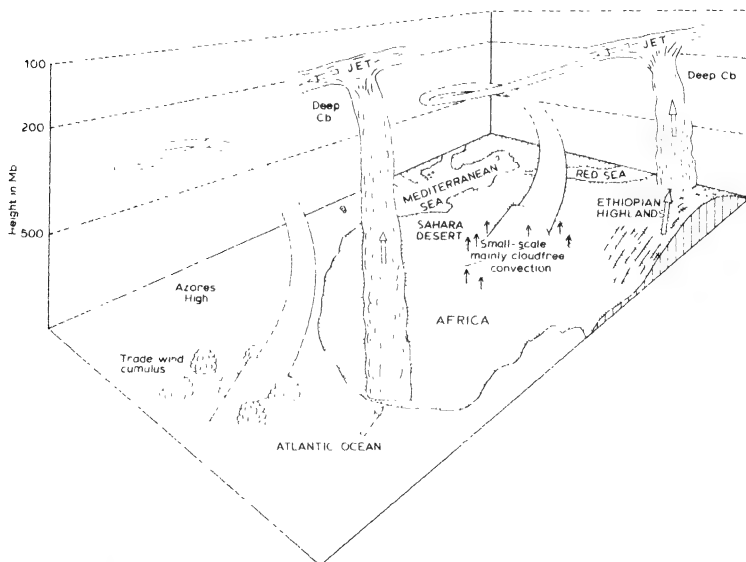 JET
JET
100
Deep
Cb
Deep Cb
200
Height in Mb
MEDITERRANEAN
SEA
RED SEA
SAHARA
DESERT
ETHIOPIAN
HIGHLANDS
500
Small-scale
mainly cloudfree
convection
Azores
High
AFRICA
Trade wind
cumulus
ATLANTIC OCEAN